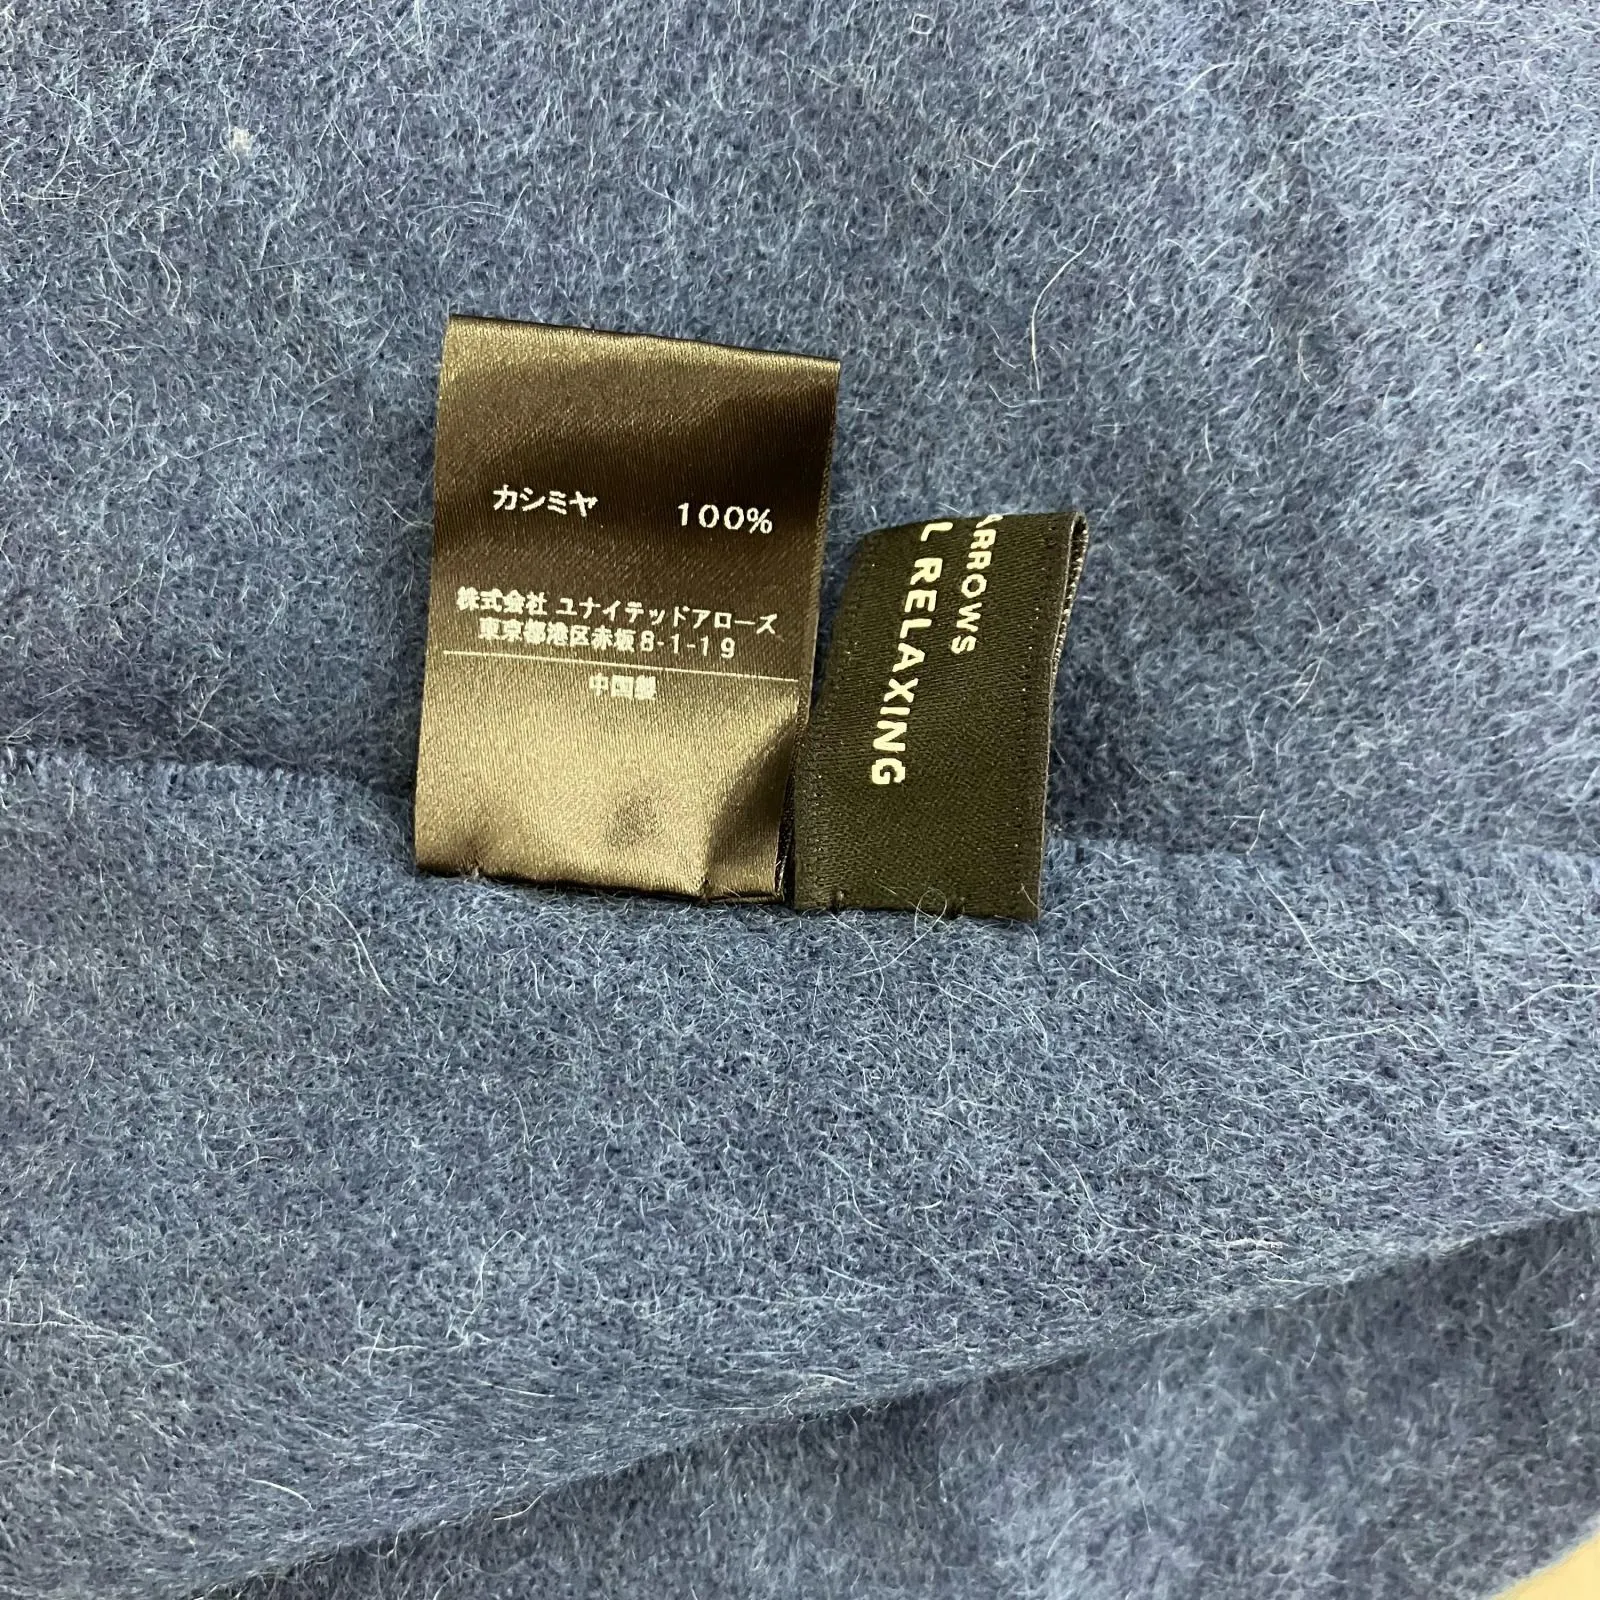 カシミヤ 100%
株式会社 ユナイテッドアローズ
東京都港区赤坂8-1-19
中国製
ARROWS
L RELAXING